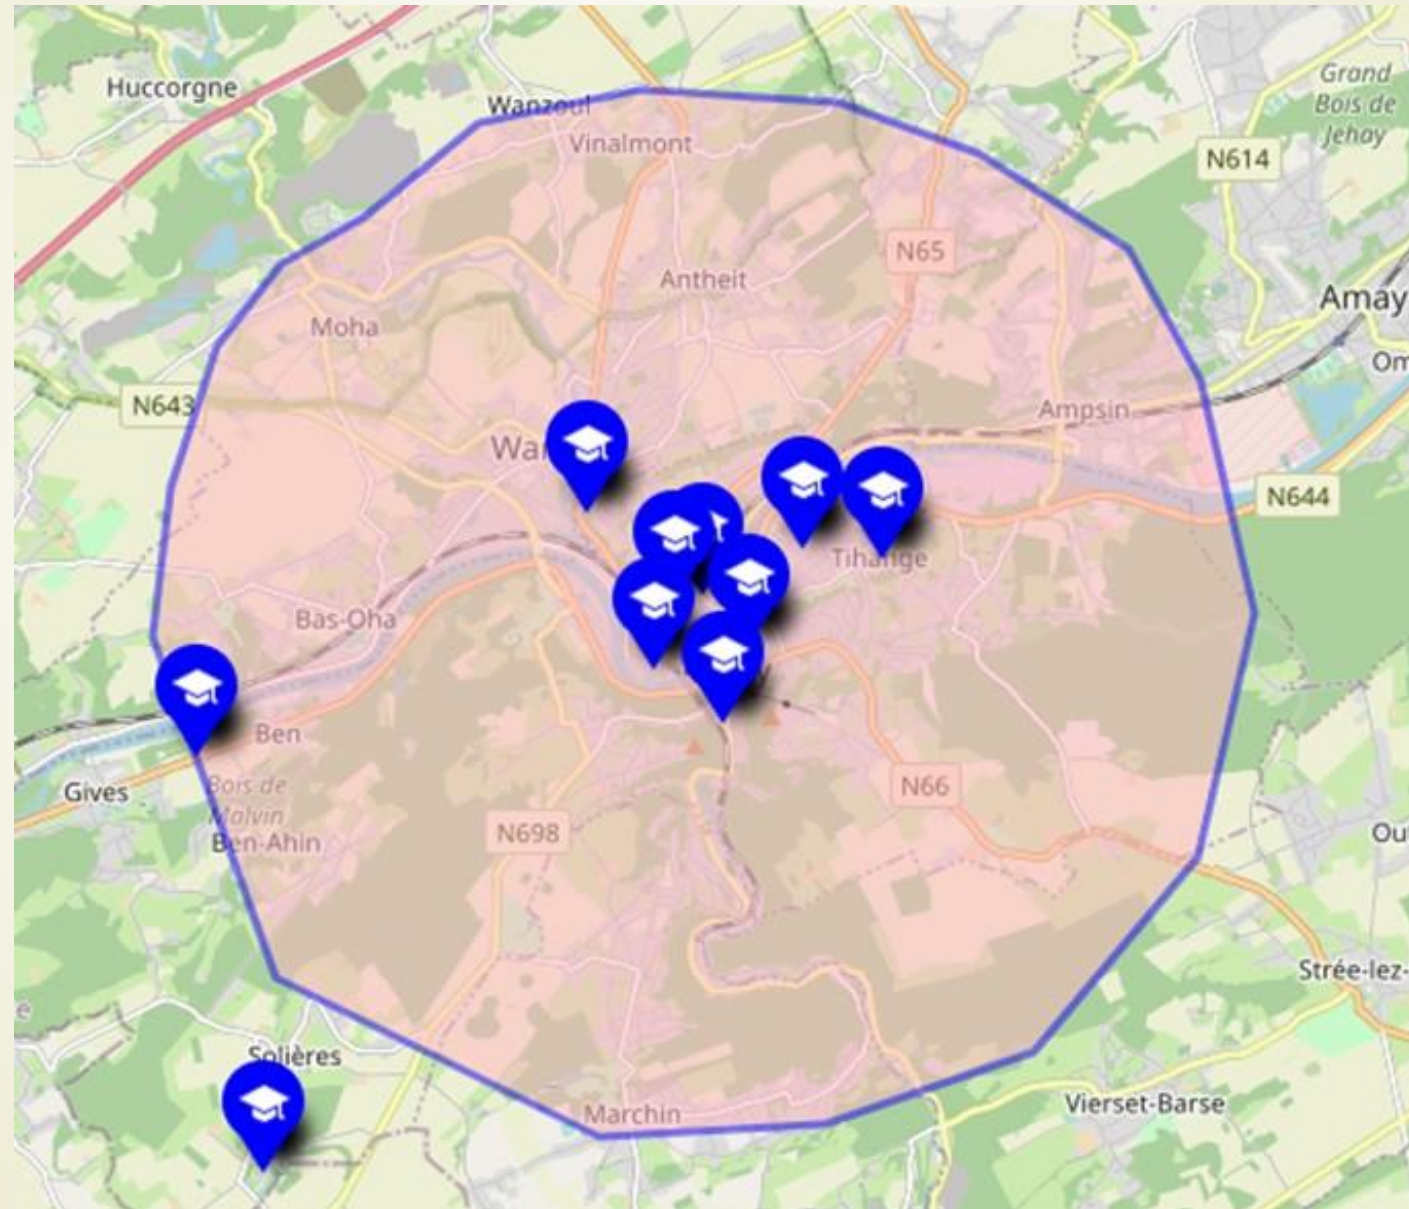 Huccorgne
Wanzoul
Vinalmont
Grand
Bois de
Jehay
N614
N65
Antheit
Amay
Moha
N643
Ampsin
Wa
N644
Tihange
Bas-Oha
Ben
Gives
Bois de
Malvin
Ben-Ahin
N66
N698
Ou
Strée-lez-
e
Solières
Marchin
Vierset-Barse
Om